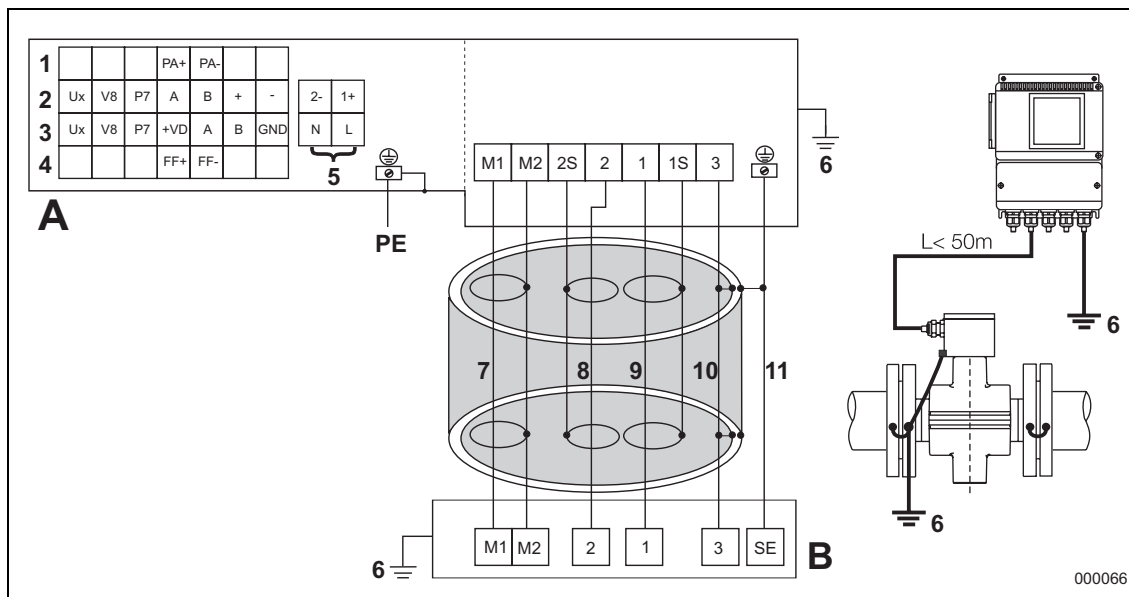 1 PA+ PA-
2 Ux V8 P7 A B + - 2- 1+
3 Ux V8 P7 +VD A B GND N L
4 FF+ FF-
5
A
PE
M1 M2 2S 2 1 1S 3
6
7 8 9 10 11
M1 M2 2 1 3 SE
B
6
L< 50m
6
6
000066